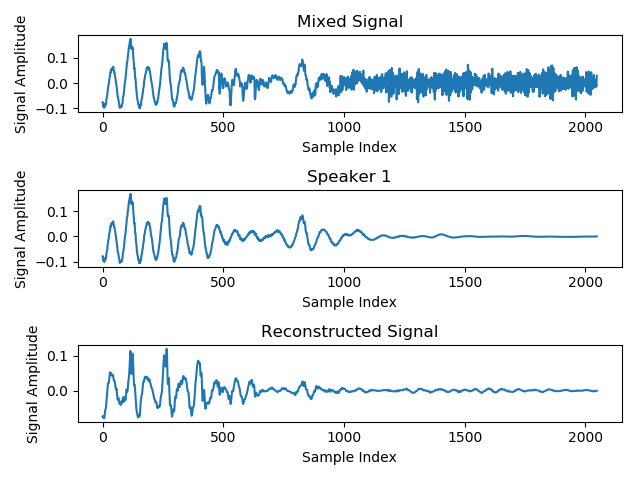 Mixed Signal
Signal Amplitude
0.1
0.0
−0.1
0 500 1000 1500 2000
Sample Index
Speaker 1
Signal Amplitude
0.1
0.0
−0.1
0 500 1000 1500 2000
Sample Index
Reconstructed Signal
Signal Amplitude
0.1
0.0
0 500 1000 1500 2000
Sample Index